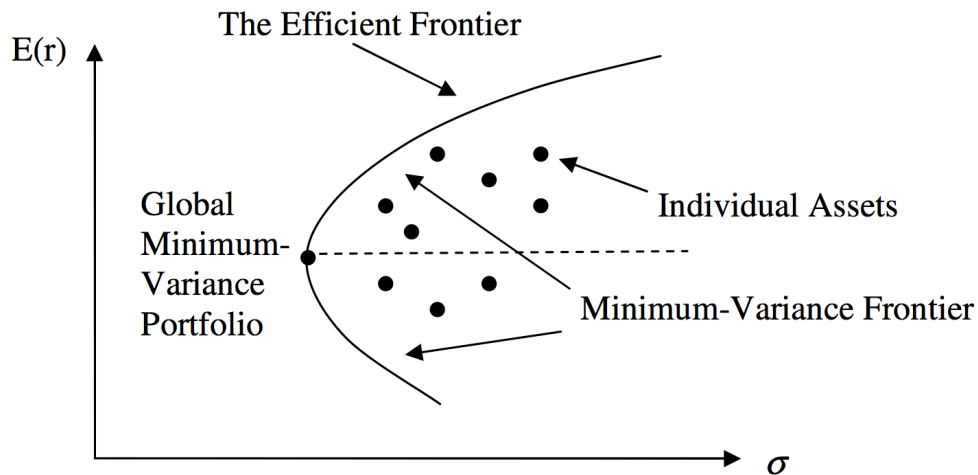 The Efficient Frontier
E(r)
Global
Minimum-
Variance
Portfolio
Individual Assets
Minimum-Variance Frontier
σ